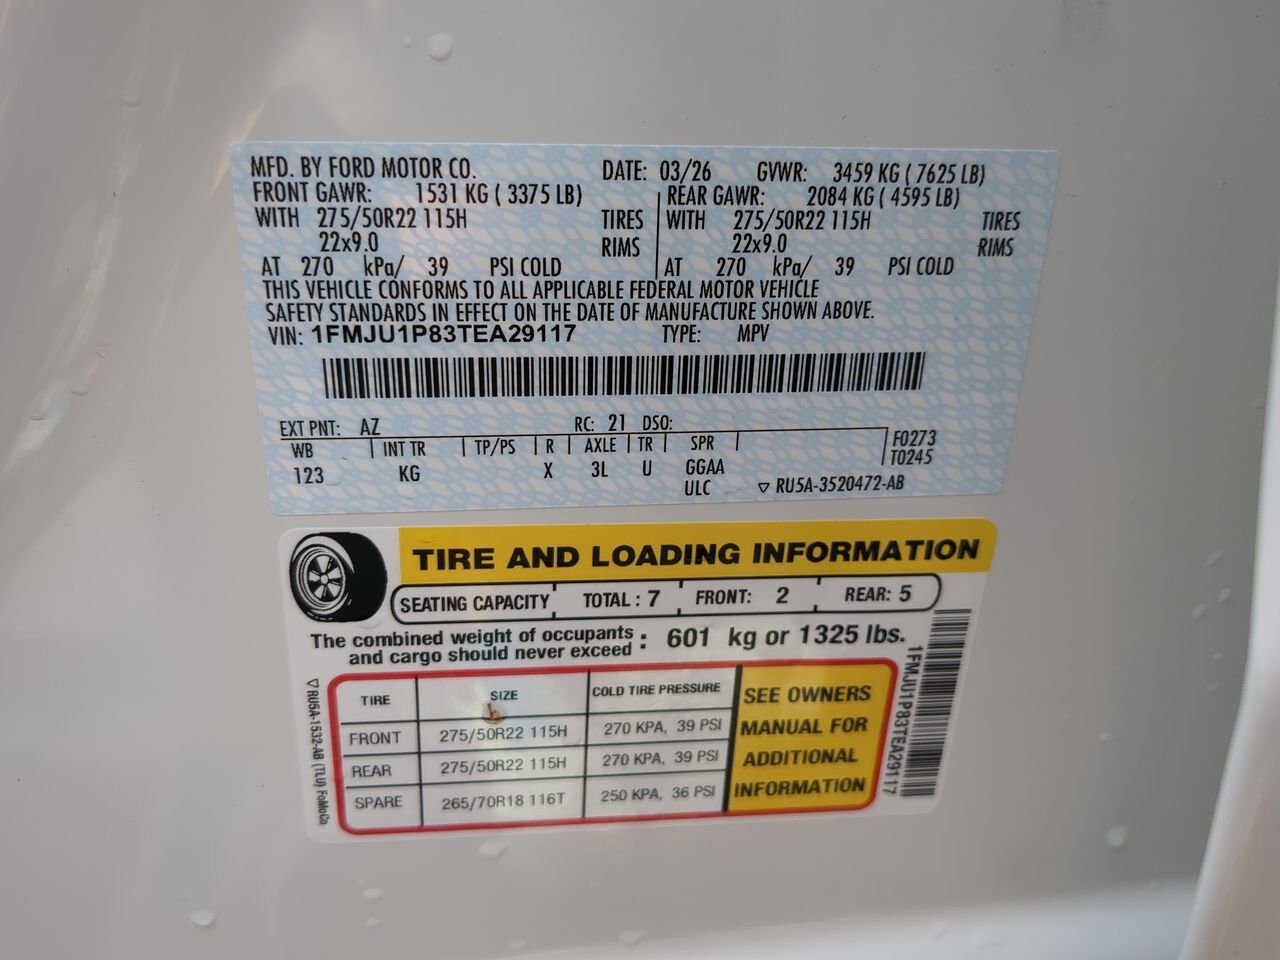 MFD. BY FORD MOTOR CO. DATE: 03/26 GVWR: 3459 KG ( 7625 LB)
FRONT GAWR: 1531 KG ( 3375 LB) REAR GAWR: 2084 KG ( 4595 LB)
WITH 275/50R22 115H TIRES WITH 275/50R22 115H TIRES
22x9.0 RIMS 22x9.0 RIMS
AT 270 kPa/ 39 PSI COLD AT 270 kPa/ 39 PSI COLD
THIS VEHICLE CONFORMS TO ALL APPLICABLE FEDERAL MOTOR VEHICLE
SAFETY STANDARDS IN EFFECT ON THE DATE OF MANUFACTURE SHOWN ABOVE.
VIN: 1FMJU1P83TEA29117 TYPE: MPV
EXT PNT: AZ RC: 21 DSO:
WB INT TR TP/PS R AXLE TR SPR F0273
123 KG X 3L U GGAA T0245
ULC RU5A-3520472-AB
TIRE AND LOADING INFORMATION
SEATING CAPACITY TOTAL : 7 FRONT: 2 REAR: 5
The combined weight of occupants
and cargo should never exceed : 601 kg or 1325 lbs.
TIRE SIZE COLD TIRE PRESSURE
FRONT 275/50R22 115H 270 KPA, 39 PSI
REAR 275/50R22 115H 270 KPA, 39 PSI
SPARE 265/70R18 116T 250 KPA, 36 PSI
SEE OWNERS
MANUAL FOR
ADDITIONAL
INFORMATION
1FMJU1P83TEA29117
RU5A-1532-AB (TLU) FoMoCo